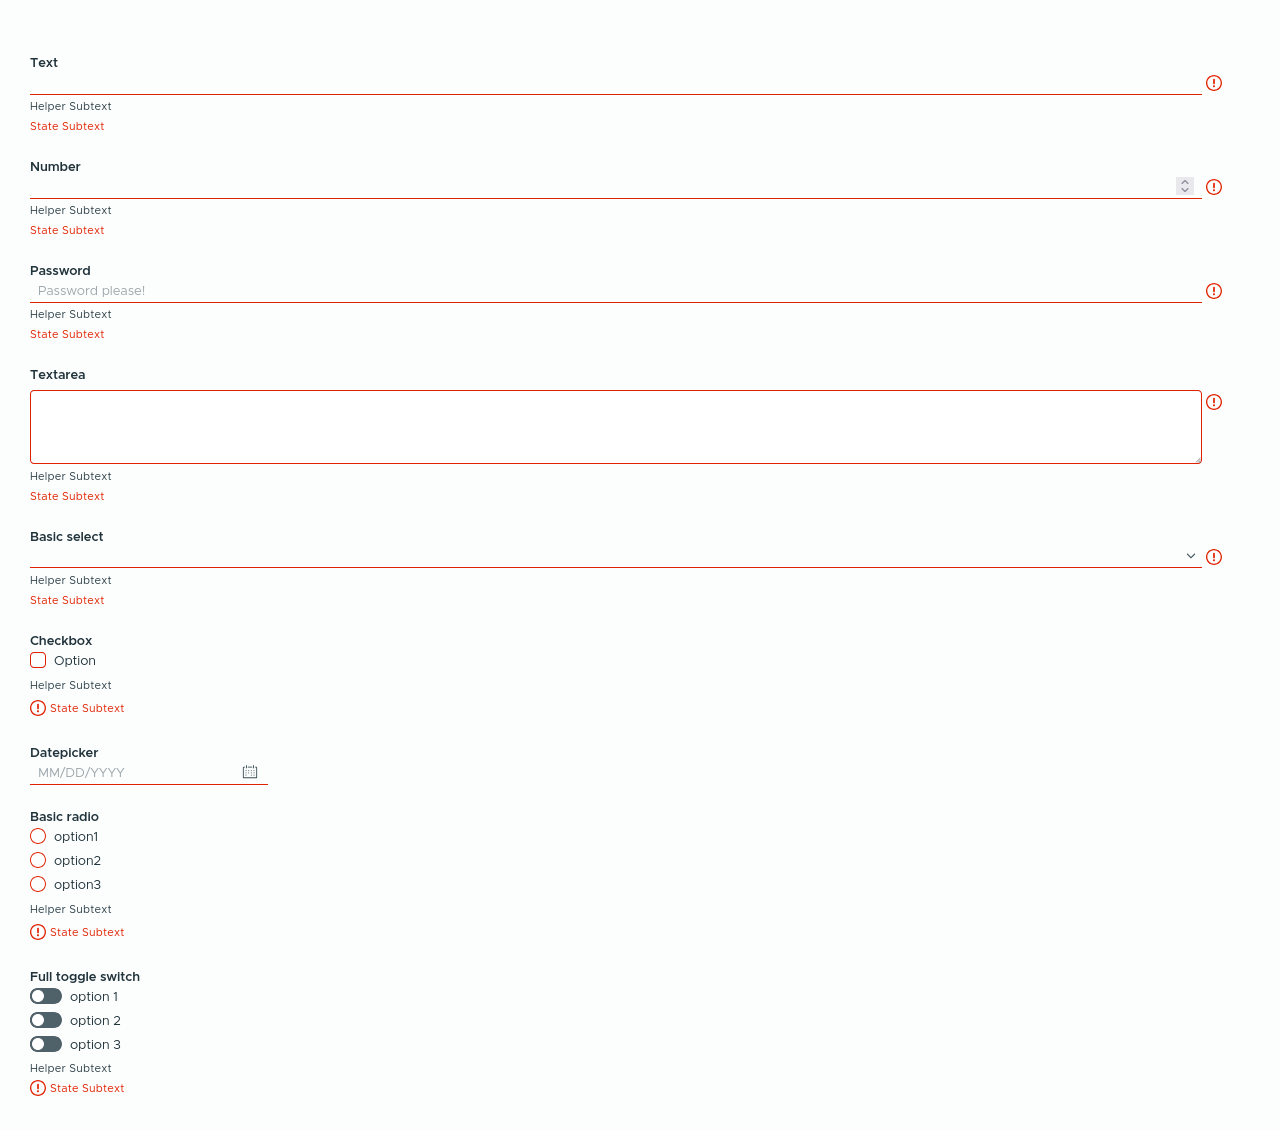 Text
Helper Subtext
State Subtext
Number
Helper Subtext
State Subtext
Password
Password please!
Helper Subtext
State Subtext
Textarea
Helper Subtext
State Subtext
Basic select
Helper Subtext
State Subtext
Checkbox
Option
Helper Subtext
State Subtext
Datepicker
MM/DD/YYYY
Basic radio
option1
option2
option3
Helper Subtext
State Subtext
Full toggle switch
option 1
option 2
option 3
Helper Subtext
State Subtext